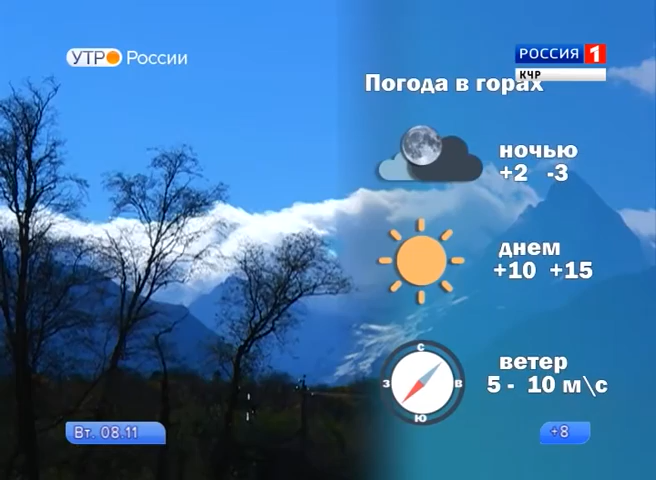 УТРО России
РОССИЯ 1
КЧР
Погода в горах
ночью
+2 -3
днем
+10 +15
ветер
5 - 10 м\с
С
З В
Ю
Вт. 08.11
+8